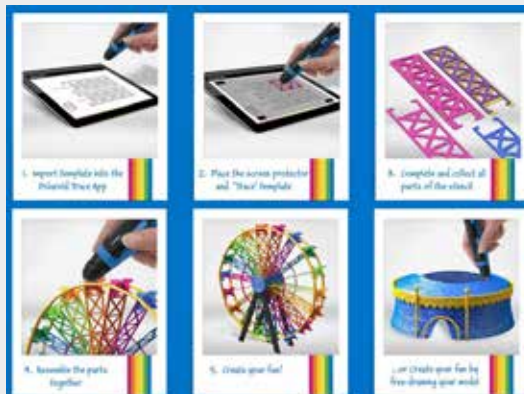 1. Import Template into the
Polaroid Trace App
2. Place the screen protector
and "Trace" Template
3. Complete and collect all
parts of the stencil
4. Assemble the parts
together
5. Create your fun!
...or Create your fun by
free-drawing your model